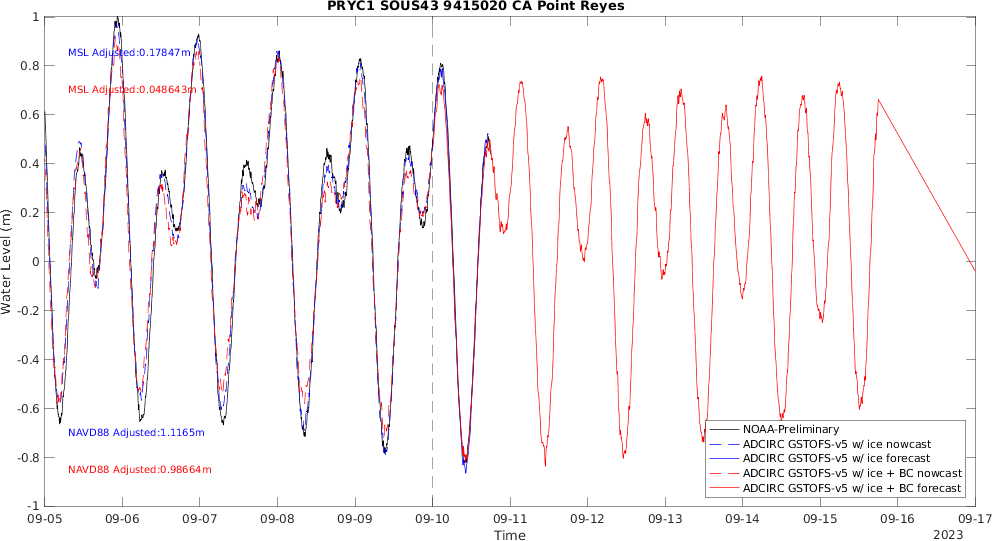 PRYC1 SOUS43 9415020 CA Point Reyes
MSL Adjusted:0.17847m
MSL Adjusted:0.048643m
NAVD88 Adjusted:1.1165m
NAVD88 Adjusted:0.98664m
Water Level (m)
1
0.8
0.6
0.4
0.2
0
-0.2
-0.4
-0.6
-0.8
-1
NOAA-Preliminary
ADCIRC GSTOFS-v5 w/ ice nowcast
ADCIRC GSTOFS-v5 w/ ice forecast
ADCIRC GSTOFS-v5 w/ ice + BC nowcast
ADCIRC GSTOFS-v5 w/ ice + BC forecast
09-05 09-06 09-07 09-08 09-09 09-10 09-11 09-12 09-13 09-14 09-15 09-16 09-17
Time
2023